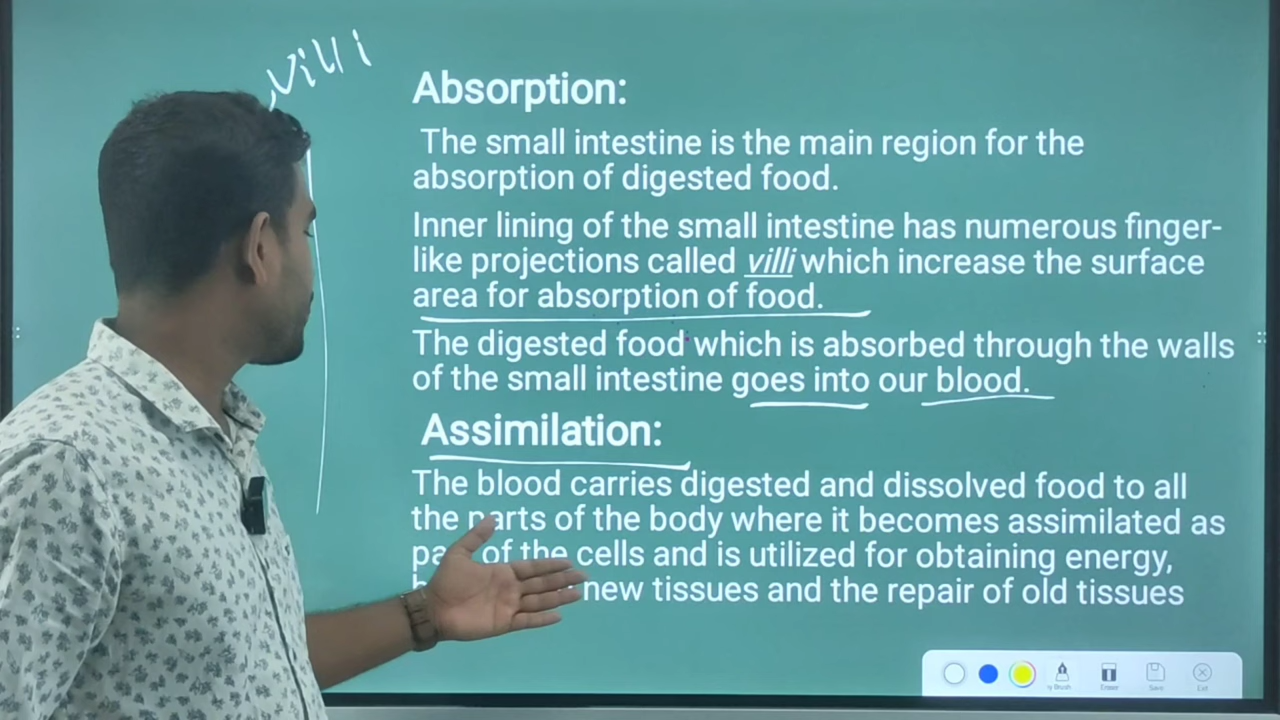 villi
Absorption:
The small intestine is the main region for the
absorption of digested food.
Inner lining of the small intestine has numerous finger-
like projections called villi which increase the surface
area for absorption of food.
The digested food which is absorbed through the walls
of the small intestine goes into our blood.
Assimilation:
The blood carries digested and dissolved food to all
the parts of the body where it becomes assimilated as
of the cells and is utilized for obtaining energy,
new tissues and the repair of old tissues
Brush Eraser Save Exit